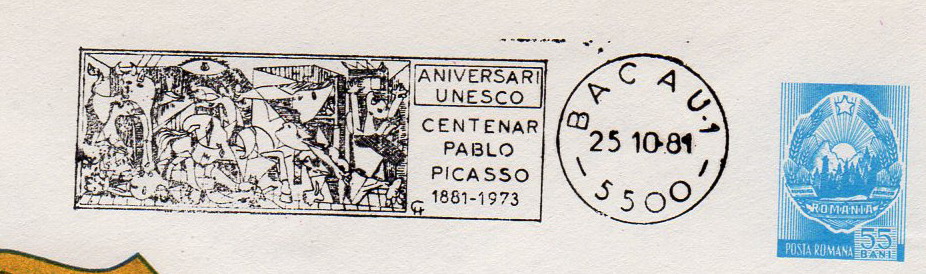 ANIVERSARI
UNESCO
CENTENAR
PABLO
PICASSO
1881-1973
BACAU·1
25 10·81
5500
ROMANIA
POSTA ROMANA 55
BANI